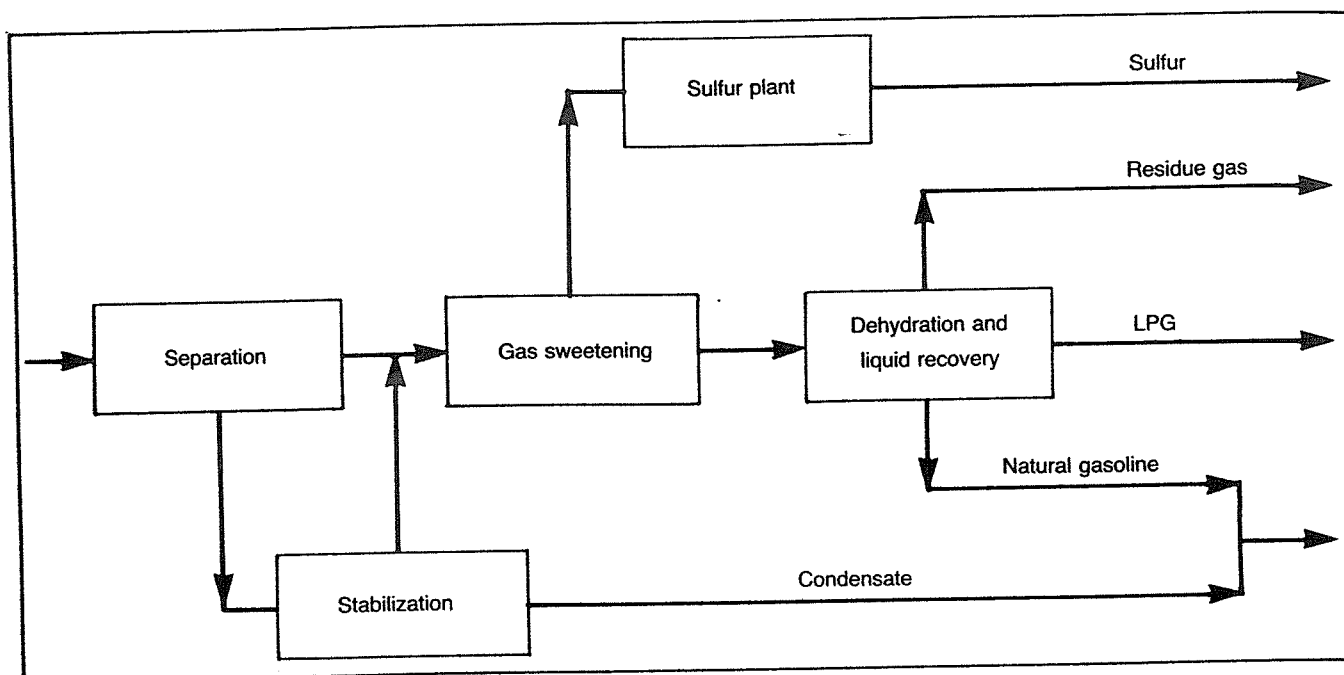 Sulfur plant
Sulfur
Residue gas
Separation
Gas sweetening
Dehydration and
liquid recovery
LPG
Natural gasoline
Stabilization
Condensate